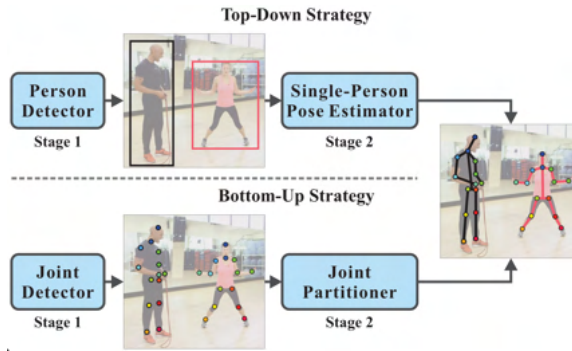 Top-Down Strategy
Person
Detector
Stage 1
Single-Person
Pose Estimator
Stage 2
Bottom-Up Strategy
Joint
Detector
Stage 1
Joint
Partitioner
Stage 2